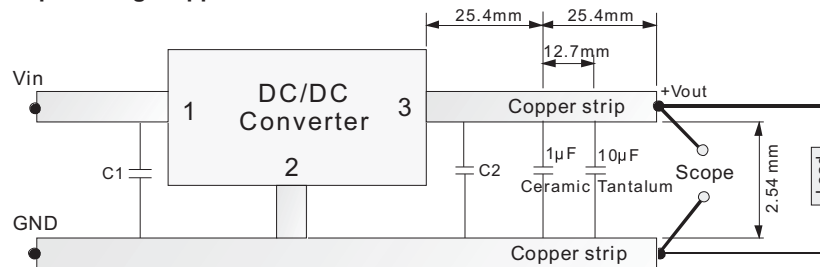 25.4mm 25.4mm
12.7mm
Vin
+Vout
DC/DC
Converter
1
3
2
Copper strip
C1
C2
1µF
Ceramic
10µF
Tantalum
Scope
2.54 mm
GND
Copper strip